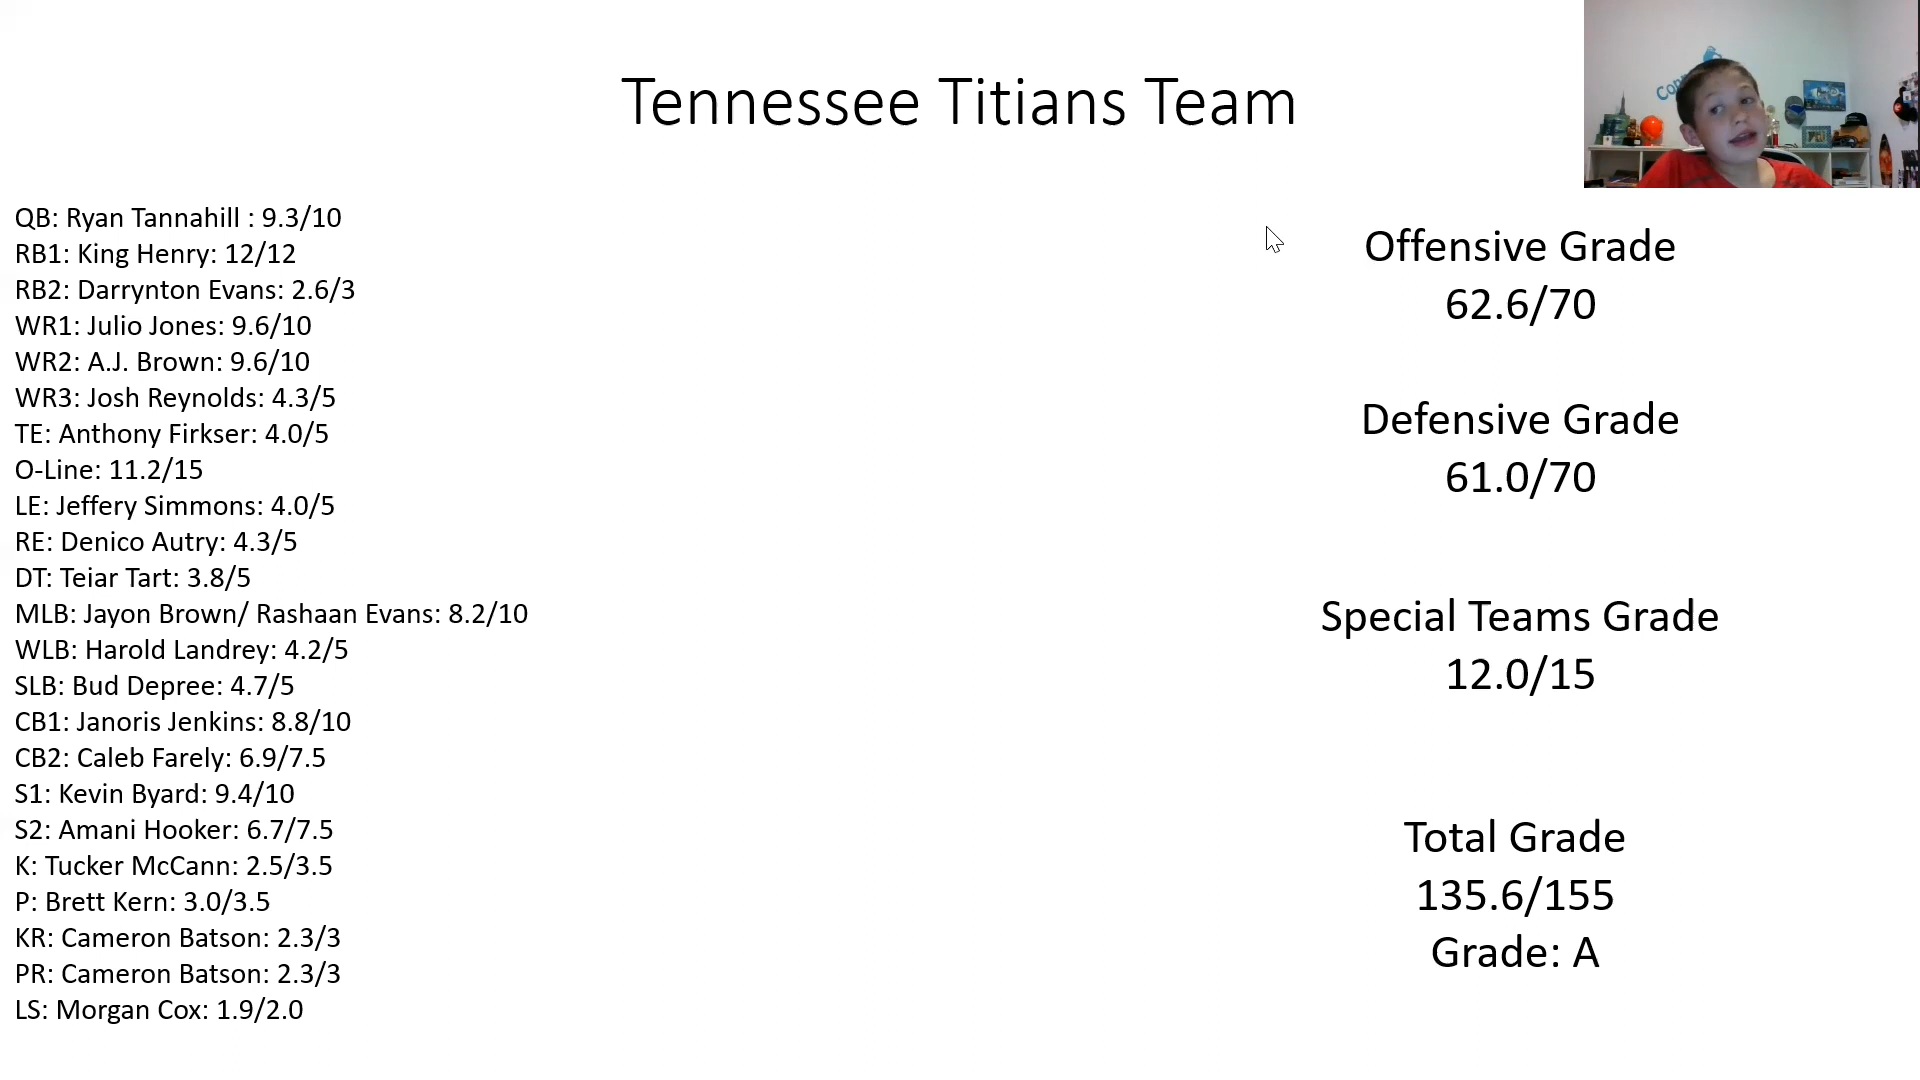 Tennessee Titians Team
QB: Ryan Tannahill : 9.3/10
RB1: King Henry: 12/12
RB2: Darrynton Evans: 2.6/3
WR1: Julio Jones: 9.6/10
WR2: A.J. Brown: 9.6/10
WR3: Josh Reynolds: 4.3/5
TE: Anthony Firkser: 4.0/5
O-Line: 11.2/15
LE: Jeffery Simmons: 4.0/5
RE: Denico Autry: 4.3/5
DT: Teiar Tart: 3.8/5
MLB: Jayon Brown/ Rashaan Evans: 8.2/10
WLB: Harold Landrey: 4.2/5
SLB: Bud Depree: 4.7/5
CB1: Janoris Jenkins: 8.8/10
CB2: Caleb Farely: 6.9/7.5
S1: Kevin Byard: 9.4/10
S2: Amani Hooker: 6.7/7.5
K: Tucker McCann: 2.5/3.5
P: Brett Kern: 3.0/3.5
KR: Cameron Batson: 2.3/3
PR: Cameron Batson: 2.3/3
LS: Morgan Cox: 1.9/2.0
Offensive Grade
62.6/70
Defensive Grade
61.0/70
Special Teams Grade
12.0/15
Total Grade
135.6/155
Grade: A